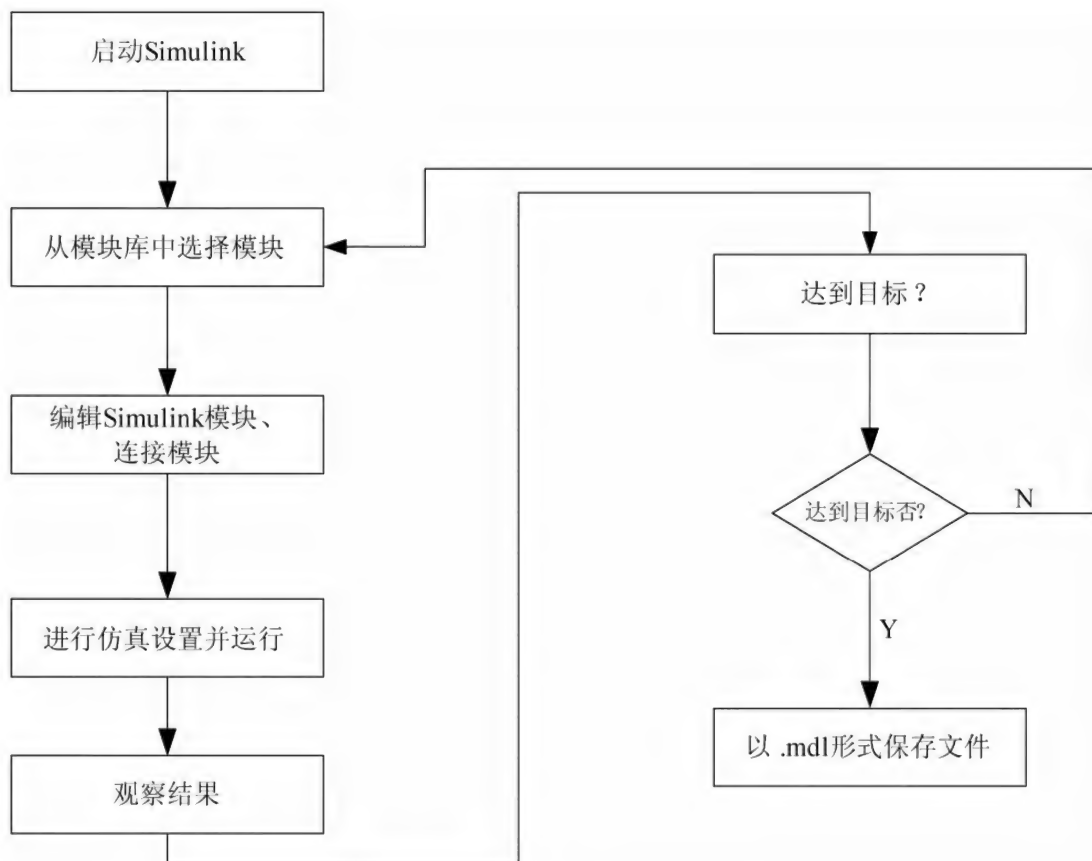 启动Simulink
从模块库中选择模块
编辑Simulink模块、
连接模块
进行仿真设置并运行
观察结果
达到目标？
达到目标否?
N
Y
以 .mdl形式保存文件